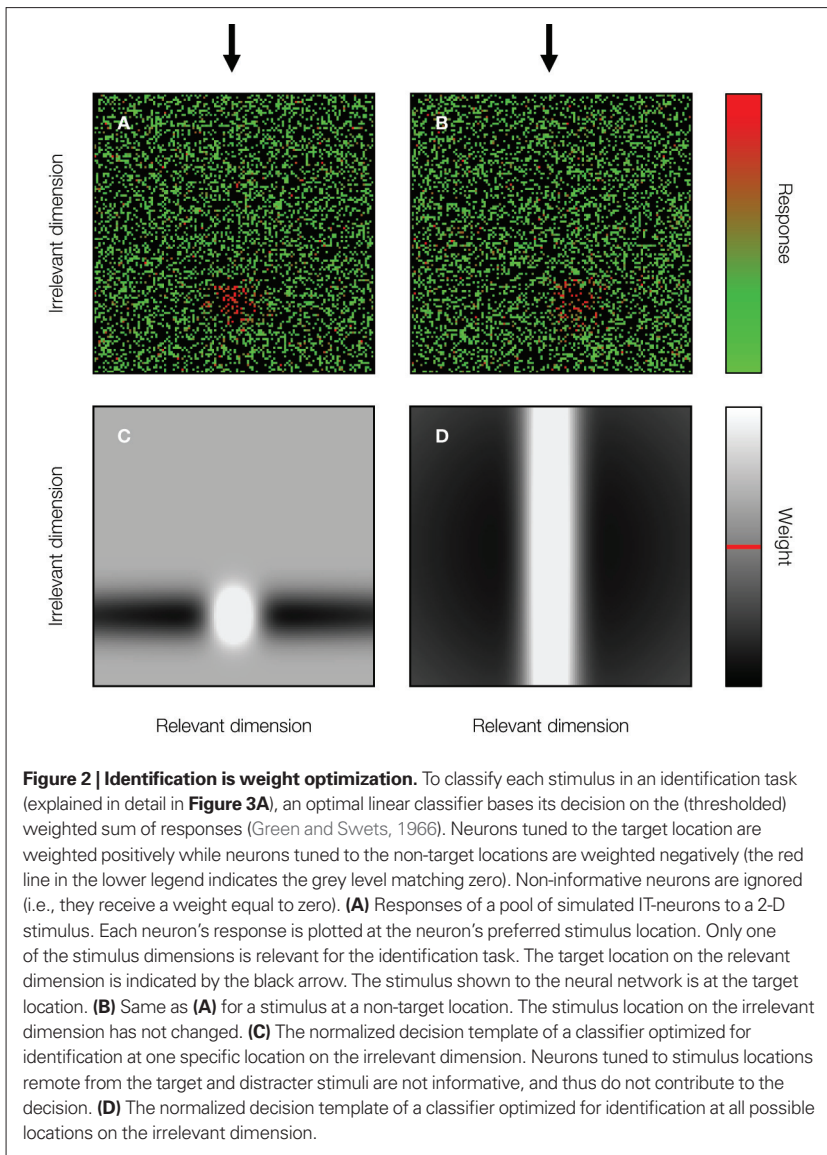 A
B
Irrelevant dimension
Response
C
D
Irrelevant dimension
Weight
Relevant dimension
Relevant dimension
Figure 2 | Identification is weight optimization. To classify each stimulus in an identification task
(explained in detail in Figure 3A), an optimal linear classifier bases its decision on the (thresholded)
weighted sum of responses (Green and Swets, 1966). Neurons tuned to the target location are
weighted positively while neurons tuned to the non-target locations are weighted negatively (the red
line in the lower legend indicates the grey level matching zero). Non-informative neurons are ignored
(i.e., they receive a weight equal to zero). (A) Responses of a pool of simulated IT-neurons to a 2-D
stimulus. Each neuron's response is plotted at the neuron's preferred stimulus location. Only one
of the stimulus dimensions is relevant for the identification task. The target location on the relevant
dimension is indicated by the black arrow. The stimulus shown to the neural network is at the target
location. (B) Same as (A) for a stimulus at a non-target location. The stimulus location on the irrelevant
dimension has not changed. (C) The normalized decision template of a classifier optimized for
identification at one specific location on the irrelevant dimension. Neurons tuned to stimulus locations
remote from the target and distracter stimuli are not informative, and thus do not contribute to the
decision. (D) The normalized decision template of a classifier optimized for identification at all possible
locations on the irrelevant dimension.